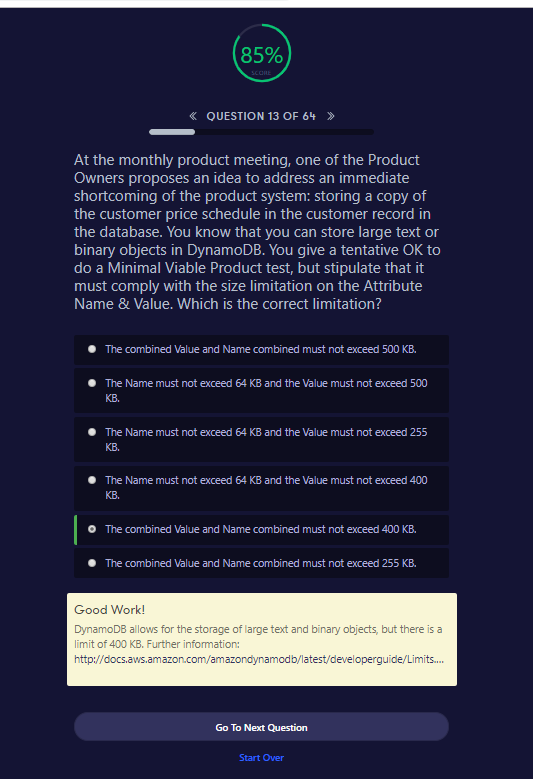 85%
SCORE
« QUESTION 13 OF 64 »
At the monthly product meeting, one of the Product
Owners proposes an idea to address an immediate
shortcoming of the product system: storing a copy of
the customer price schedule in the customer record in
the database. You know that you can store large text or
binary objects in DynamoDB. You give a tentative OK to
do a Minimal Viable Product test, but stipulate that it
must comply with the size limitation on the Attribute
Name & Value. Which is the correct limitation?
The combined Value and Name combined must not exceed 500 KB.
The Name must not exceed 64 KB and the Value must not exceed 500
KB.
The Name must not exceed 64 KB and the Value must not exceed 255
KB.
The Name must not exceed 64 KB and the Value must not exceed 400
KB.
The combined Value and Name combined must not exceed 400 KB.
The combined Value and Name combined must not exceed 255 KB.
Good Work!
DynamoDB allows for the storage of large text and binary objects, but there is a
limit of 400 KB. Further information:
http://docs.aws.amazon.com/amazondynamodb/latest/developerguide/Limits....
Go To Next Question
Start Over